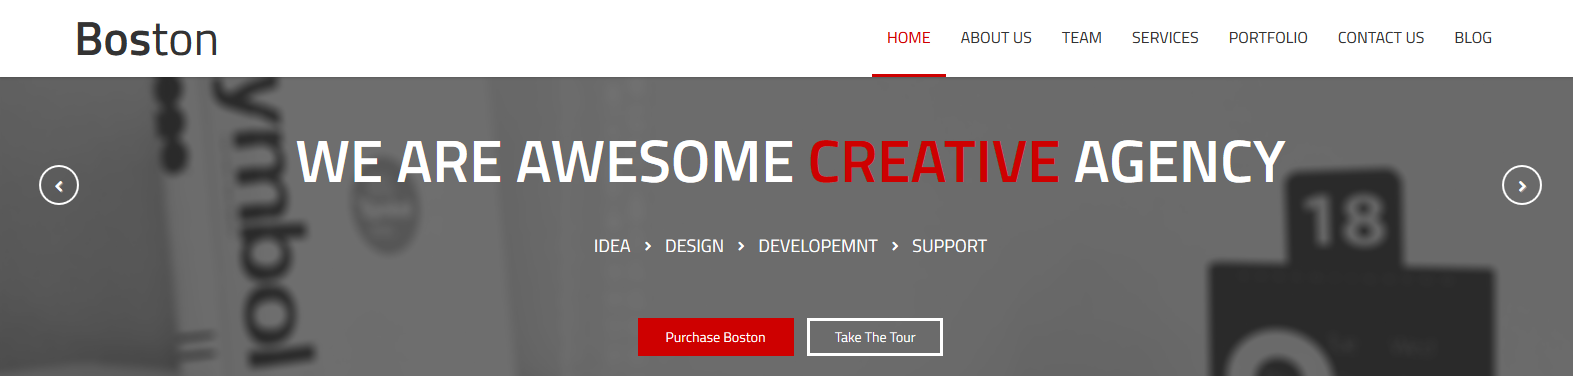 Boston HOME ABOUT US TEAM SERVICES PORTFOLIO CONTACT US BLOG
WE ARE AWESOME CREATIVE AGENCY
18
IDEA > DESIGN > DEVELOPEMNT > SUPPORT
ymbol
Purchase Boston Take The Tour